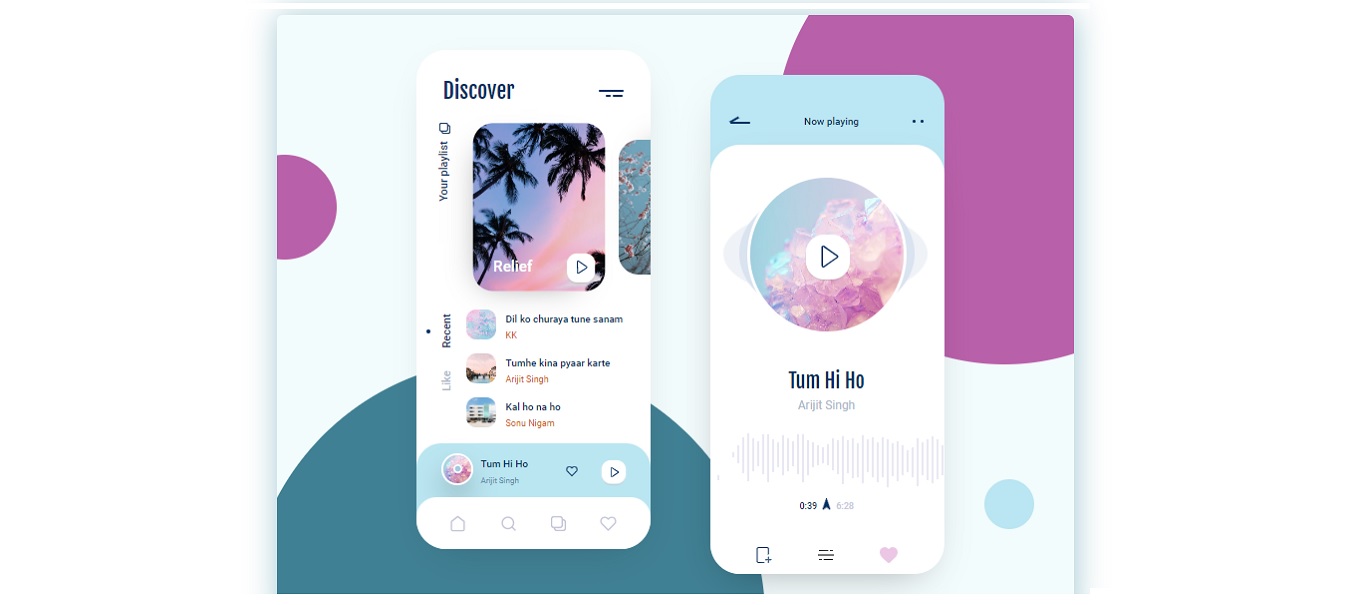 Discover
Your playlist
Relief
Recent
Like
Dil ko churaya tune sanam
KK
Tumhe kina pyaar karte
Arijit Singh
Kal ho na ho
Sonu Nigam
Tum Hi Ho
Arijit Singh
Now playing
Tum Hi Ho
Arijit Singh
0:39 6:28